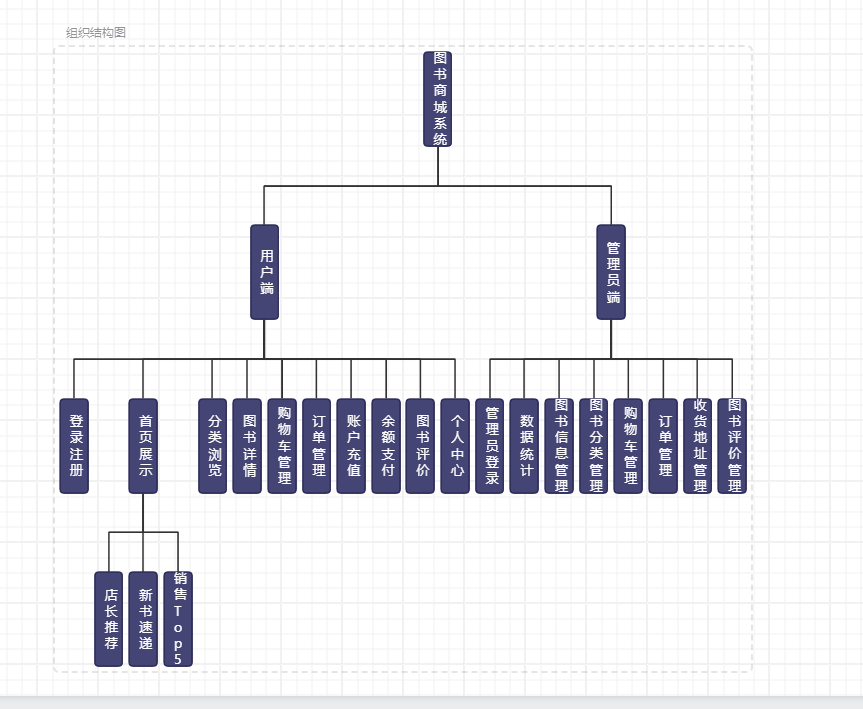 组织结构图
图书商城系统
用户端
管理员端
登录注册
首页展示
分类浏览
图书详情
购物车管理
订单管理
账户充值
余额支付
图书评价
个人中心
管理员登录
数据统计
图书信息管理
图书分类管理
购物车管理
订单管理
收货地址管理
图书评价管理
店长推荐
新书速递
销售Top5